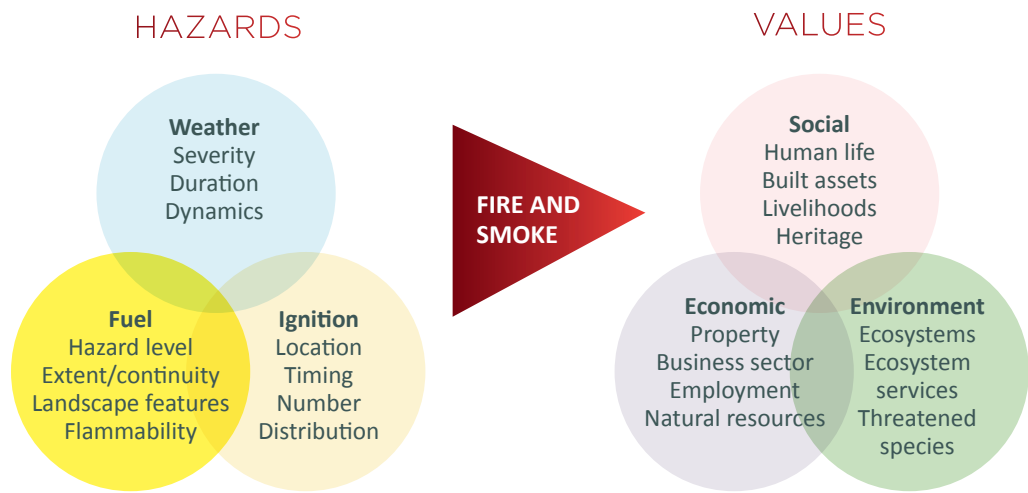 HAZARDS
Weather
Severity
Duration
Dynamics
Fuel
Hazard level
Extent/continuity
Landscape features
Flammability
Ignition
Location
Timing
Number
Distribution
FIRE AND
SMOKE
VALUES
Social
Human life
Built assets
Livelihoods
Heritage
Economic
Property
Business sector
Employment
Natural resources
Environment
Ecosystems
Ecosystem
services
Threatened
species